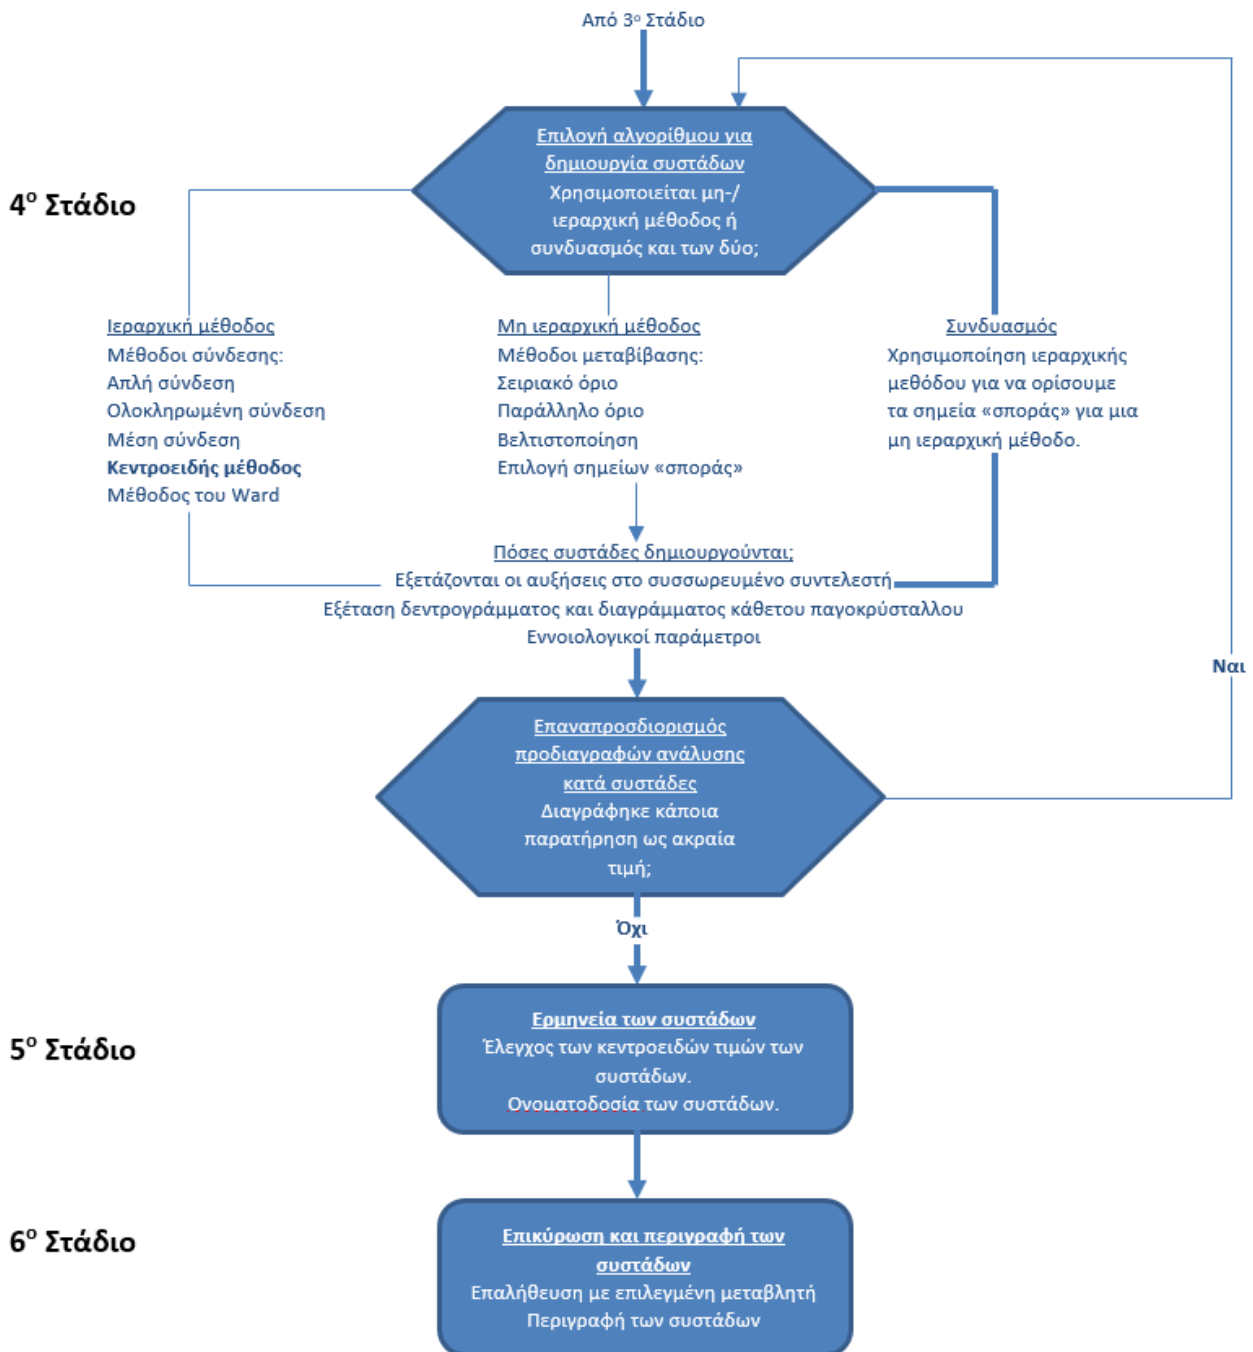 Από 3ο Στάδιο
4ο Στάδιο
Επιλογή αλγορίθμου για
δημιουργία συστάδων
Χρησιμοποιείται μη-/
ιεραρχική μέθοδος ή
συνδυασμός και των δύο;
Ιεραρχική μέθοδος
Μέθοδοι σύνδεσης:
Απλή σύνδεση
Ολοκληρωμένη σύνδεση
Μέση σύνδεση
Κεντροειδής μέθοδος
Μέθοδος του Ward
Μη ιεραρχική μέθοδος
Μέθοδοι μεταβίβασης:
Σειριακό όριο
Παράλληλο όριο
Βελτιστοποίηση
Επιλογή σημείων «σποράς»
Συνδυασμός
Χρησιμοποίηση ιεραρχικής
μεθόδου για να ορίσουμε
τα σημεία «σποράς» για μια
μη ιεραρχική μέθοδο.
Πόσες συστάδες δημιουργούνται;
Εξετάζονται οι αυξήσεις στο συσσωρευμένο συντελεστή
Εξέταση δεντρογράμματος και διαγράμματος κάθετου παγοκρύσταλλου
Εννοιολογικοί παράμετροι
Ναι
Επαναπροσδιορισμός
προδιαγραφών ανάλυσης
κατά συστάδες
Διαγράφηκε κάποια
παρατήρηση ως ακραία
τιμή;
Όχι
5ο Στάδιο
Ερμηνεία των συστάδων
Έλεγχος των κεντροειδών τιμών των
συστάδων.
Ονοματοδοσία των συστάδων.
6ο Στάδιο
Επικύρωση και περιγραφή των
συστάδων
Επαλήθευση με επιλεγμένη μεταβλητή
Περιγραφή των συστάδων